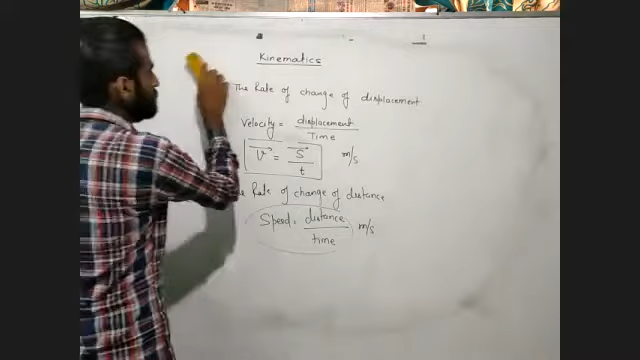 Kinematics
The Rate of change of displacement
Velocity = displacement
Time
V = S m/s
t
Rate of change of distance
Speed = distance m/s
time